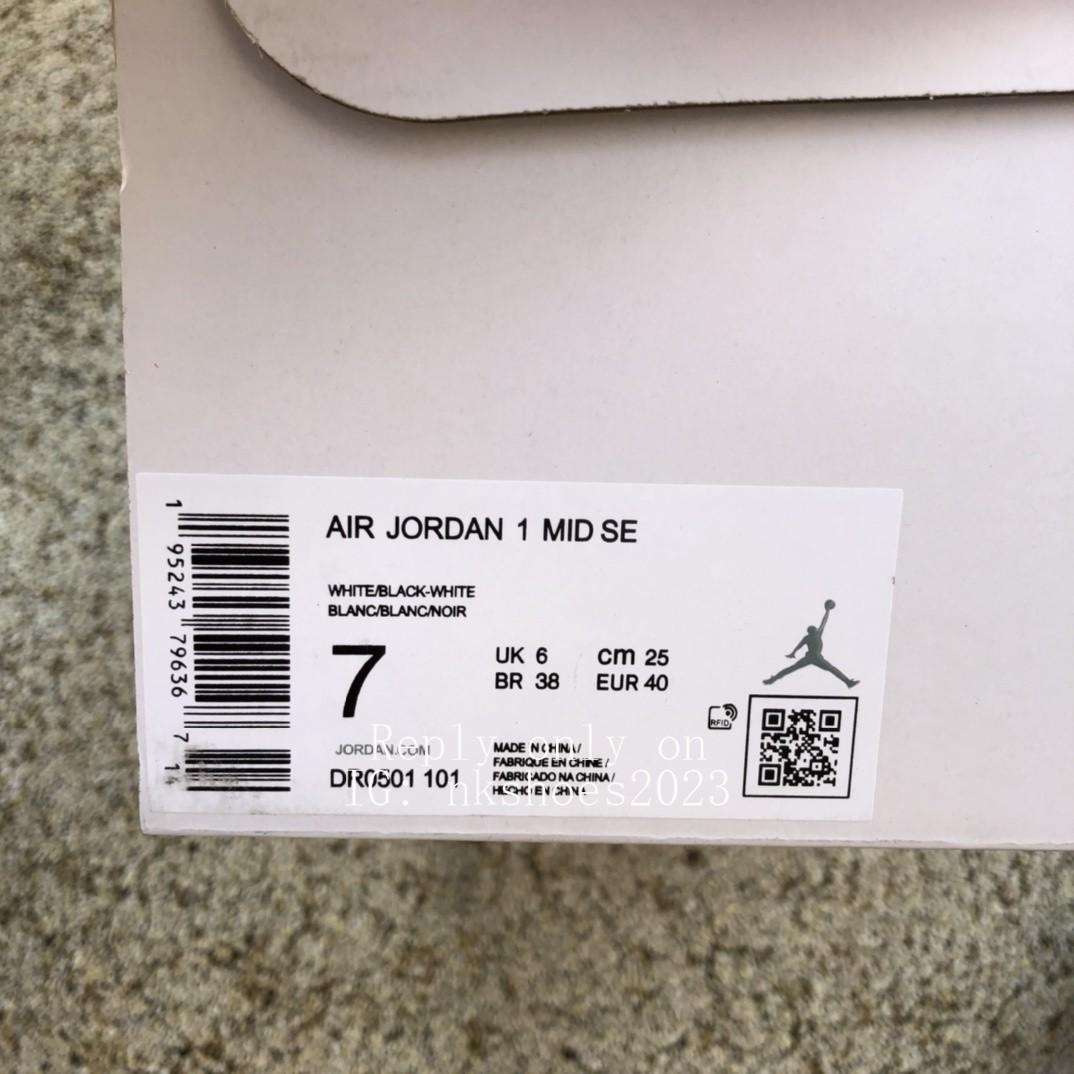 AIR JORDAN 1 MID SE
WHITE/BLACK-WHITE
BLANC/BLANC/NOIR
7
UK 6
cm 25
BR 38
EUR 40
RFID
JORDAN.COM
DR0501 101
MADE IN CHINA/
FABRIQUE EN CHINE/
FABRICADO NA CHINA/
HECHO EN CHINA
1 95243 79636 7 14
Reply only on
IG: nkshoes2023